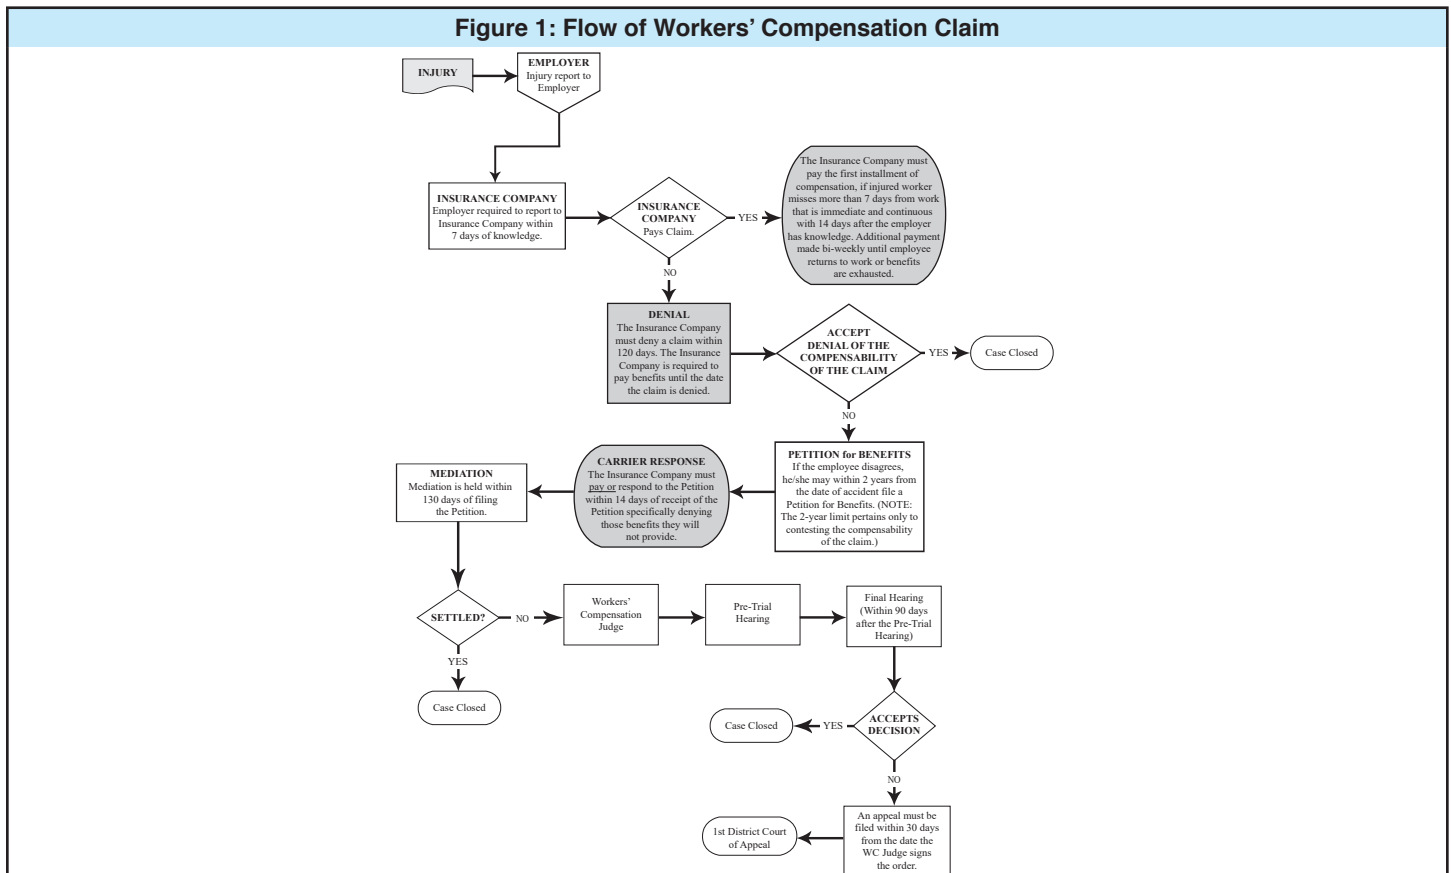 Figure 1: Flow of Workers’ Compensation Claim
INJURY
EMPLOYER
Injury report to
Employer
INSURANCE COMPANY
Employer required to report to
Insurance Company within
7 days of knowledge.
INSURANCE
COMPANY
Pays Claim.
YES
The Insurance Company must
pay the first installment of
compensation, if injured worker
misses more than 7 days from work
that is immediate and continuous
with 14 days after the employer
has knowledge. Additional payment
made bi-weekly until employee
returns to work or benefits
are exhausted.
NO
DENIAL
The Insurance Company
must deny a claim within
120 days. The Insurance
Company is required to
pay benefits until the date
the claim is denied.
ACCEPT
DENIAL OF THE
COMPENSABILITY
OF THE CLAIM
YES
Case Closed
NO
PETITION for BENEFITS
If the employee disagrees,
he/she may within 2 years from
the date of accident file a
Petition for Benefits. (NOTE:
The 2-year limit pertains only to
contesting the compensability
of the claim.)
CARRIER RESPONSE
The Insurance Company must
pay or respond to the Petition
within 14 days of receipt of the
Petition specifically denying
those benefits they will
not provide.
MEDIATION
Mediation is held within
130 days of filing
the Petition.
SETTLED?
NO
Workers’
Compensation
Judge
Pre-Trial
Hearing
Final Hearing
(Within 90 days
after the Pre-Trial
Hearing)
YES
Case Closed
ACCEPTS
DECISION
YES
Case Closed
NO
An appeal must be
filed within 30 days
from the date the
WC Judge signs
the order.
1st District Court
of Appeal